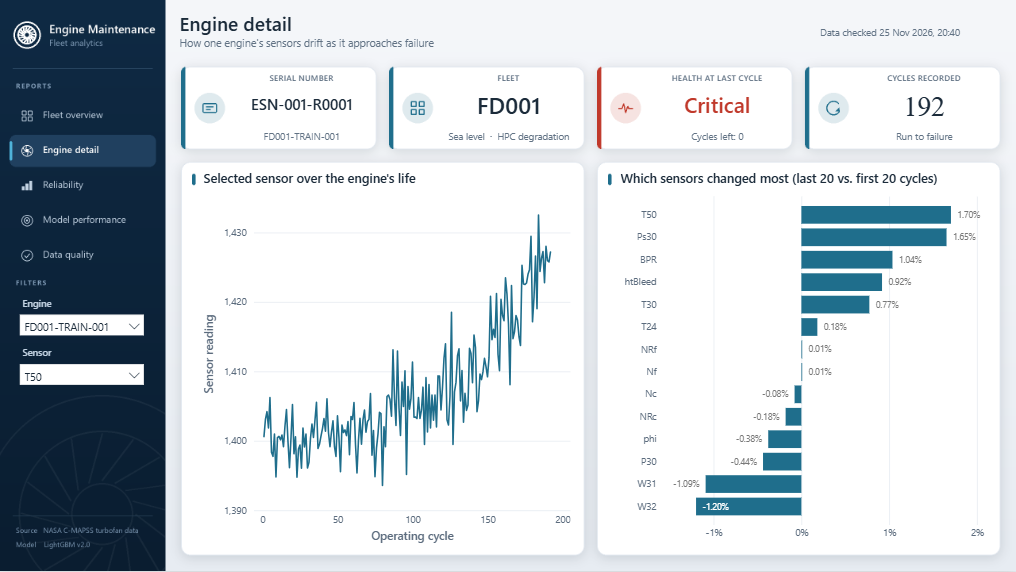 Engine Maintenance
Fleet analytics
REPORTS
Fleet overview
Engine detail
Reliability
Model performance
Data quality
FILTERS
Engine
FD001-TRAIN-001
Sensor
T50
Source NASA C-MAPSS turbofan data
Model LightGBM v2.0
Engine detail
How one engine's sensors drift as it approaches failure
Data checked 25 Nov 2026, 20:40
SERIAL NUMBER
ESN-001-R0001
FD001-TRAIN-001
FLEET
FD001
Sea level · HPC degradation
HEALTH AT LAST CYCLE
Critical
Cycles left: 0
CYCLES RECORDED
192
Run to failure
Selected sensor over the engine's life
Sensor reading
1,430
1,420
1,410
1,400
1,390
0 50 100 150 200
Operating cycle
Which sensors changed most (last 20 vs. first 20 cycles)
T50 1.70%
Ps30 1.65%
BPR 1.04%
htBleed 0.92%
T30 0.77%
T24 0.18%
NRf 0.01%
Nf 0.01%
Nc -0.08%
NRc -0.18%
phi -0.38%
P30 -0.44%
W31 -1.09%
W32 -1.20%
-1% 0% 1% 2%